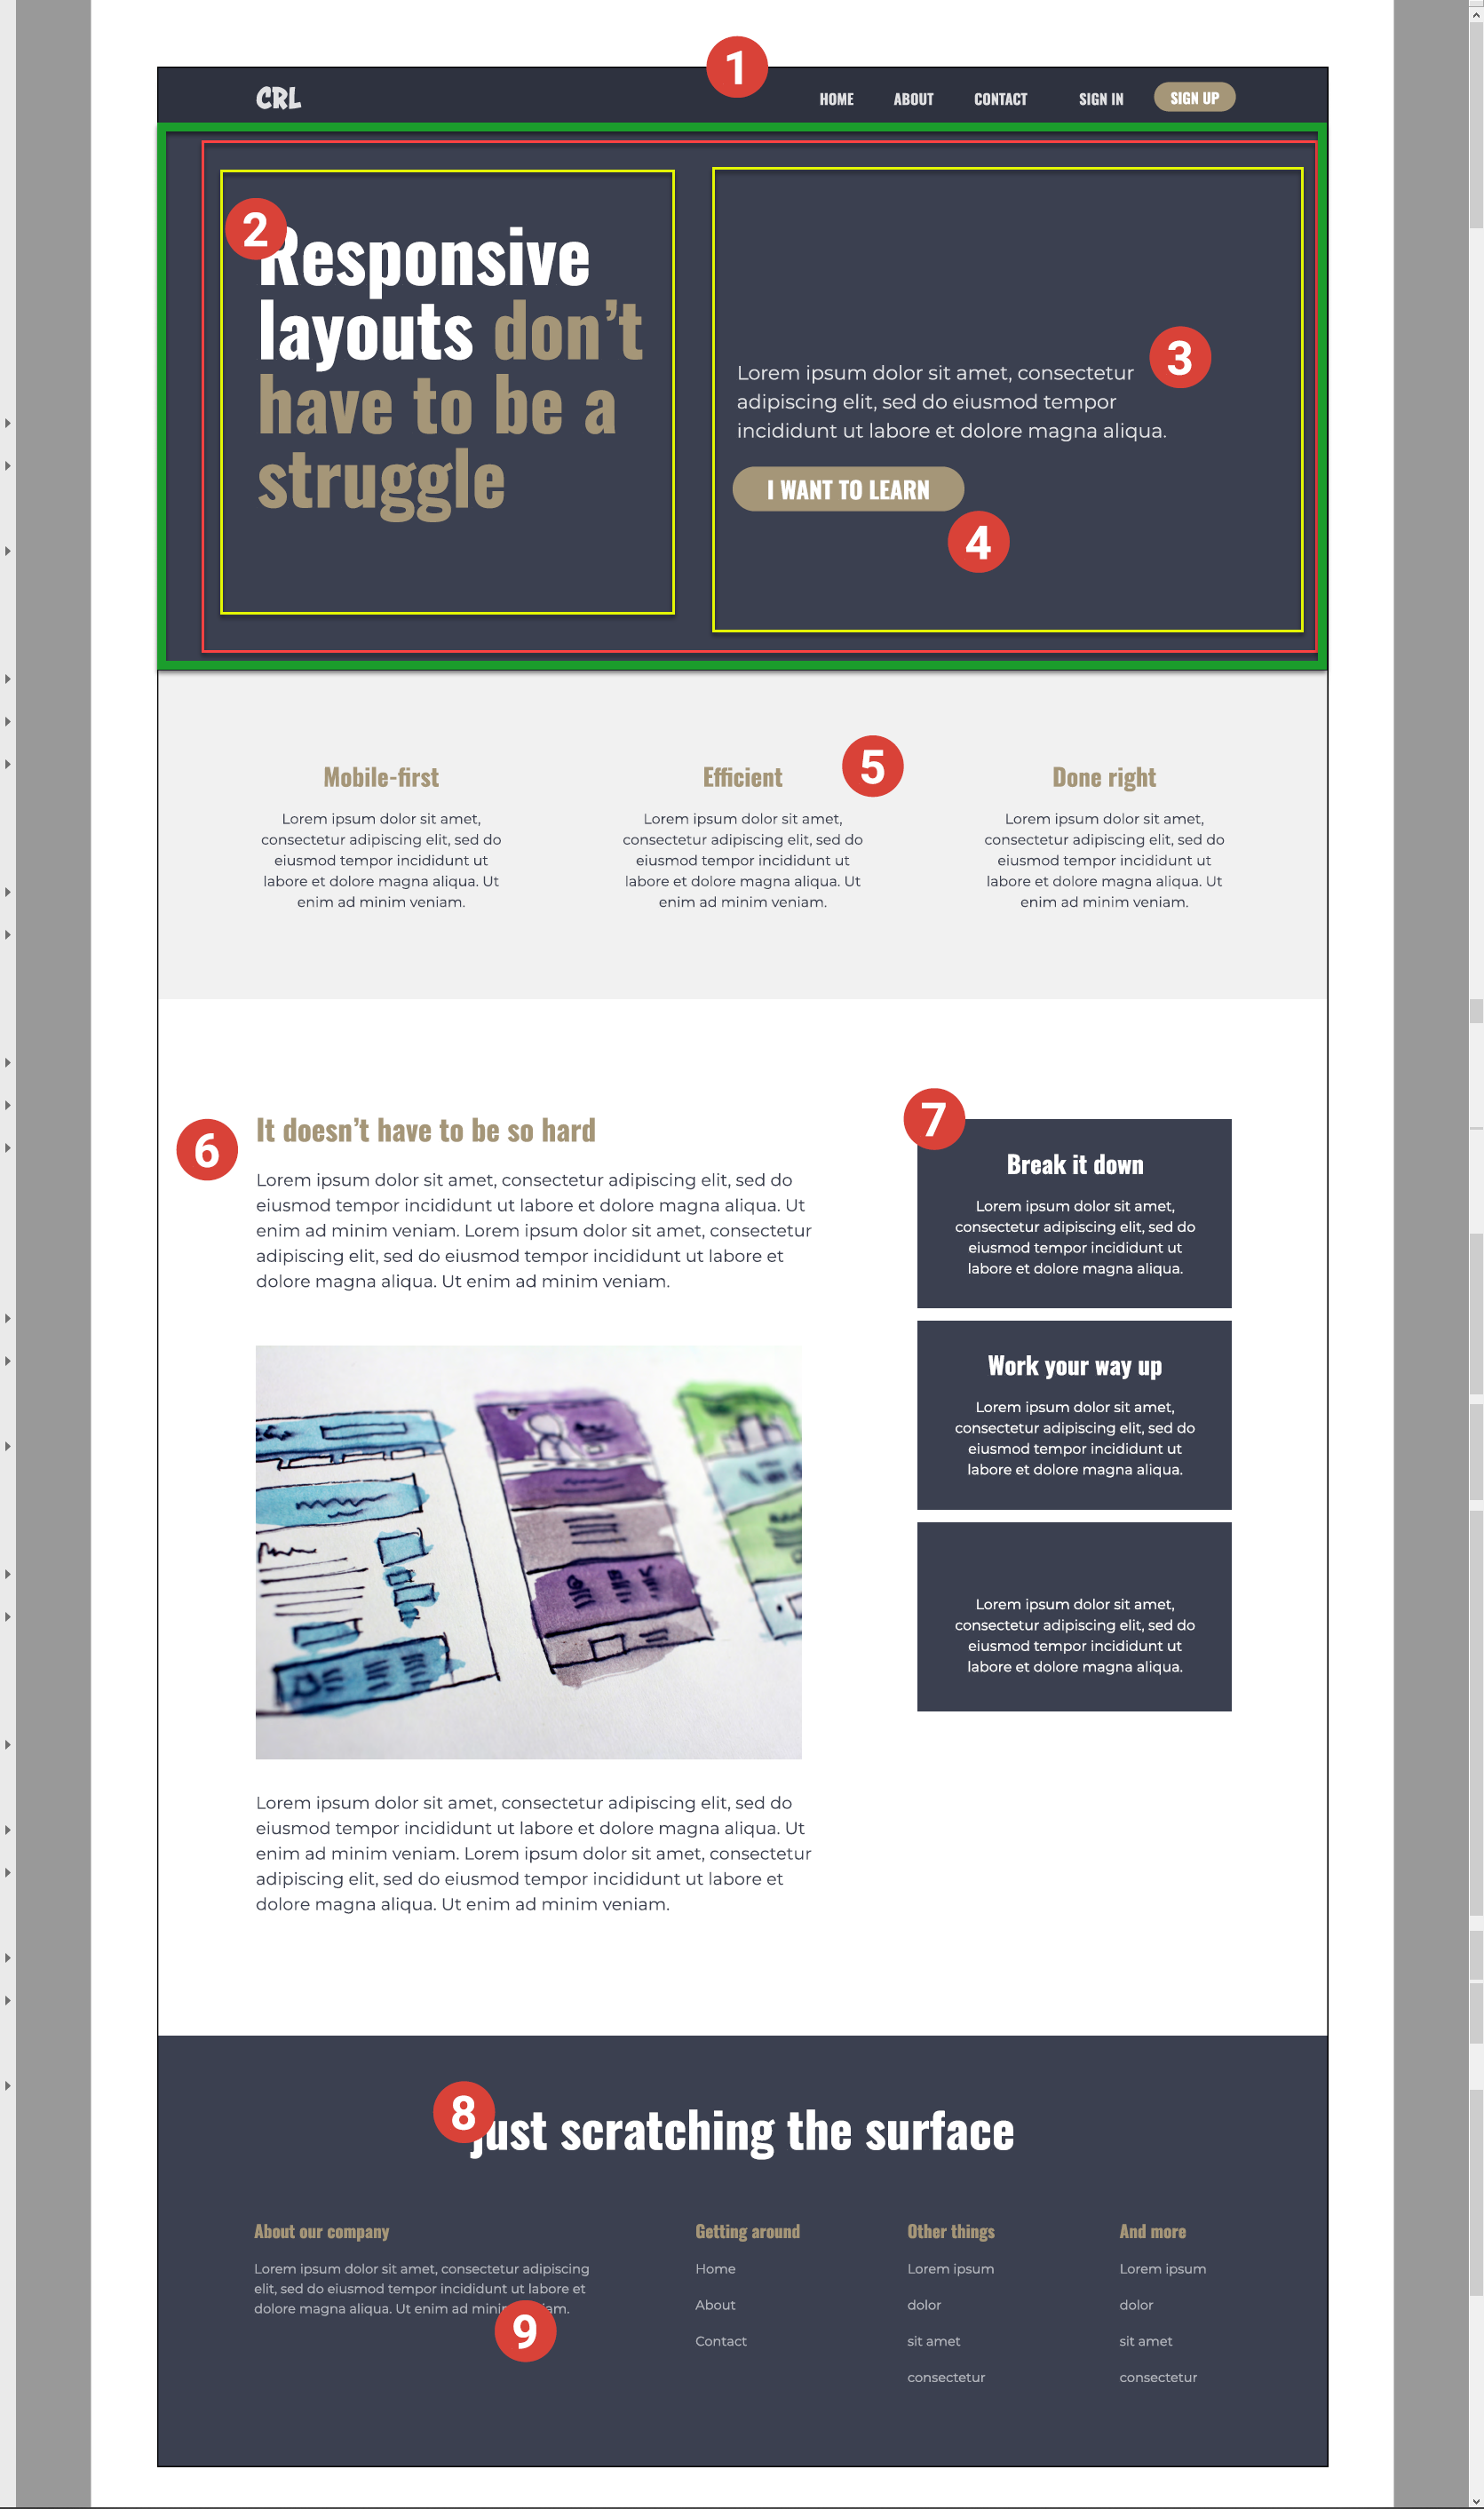 1
CRL
HOME ABOUT CONTACT SIGN IN SIGN UP
2
Responsive
layouts don't
have to be a
struggle
3
Lorem ipsum dolor sit amet, consectetur
adipiscing elit, sed do eiusmod tempor
incididunt ut labore et dolore magna aliqua.
I WANT TO LEARN
4
5
Mobile-first
Lorem ipsum dolor sit amet,
consectetur adipiscing elit, sed do
eiusmod tempor incididunt ut
labore et dolore magna aliqua. Ut
enim ad minim veniam.
Efficient
Lorem ipsum dolor sit amet,
consectetur adipiscing elit, sed do
eiusmod tempor incididunt ut
labore et dolore magna aliqua. Ut
enim ad minim veniam.
Done right
Lorem ipsum dolor sit amet,
consectetur adipiscing elit, sed do
eiusmod tempor incididunt ut
labore et dolore magna aliqua. Ut
enim ad minim veniam.
6
It doesn't have to be so hard
Lorem ipsum dolor sit amet, consectetur adipiscing elit, sed do
eiusmod tempor incididunt ut labore et dolore magna aliqua. Ut
enim ad minim veniam. Lorem ipsum dolor sit amet, consectetur
adipiscing elit, sed do eiusmod tempor incididunt ut labore et
dolore magna aliqua. Ut enim ad minim veniam.
Lorem ipsum dolor sit amet, consectetur adipiscing elit, sed do
eiusmod tempor incididunt ut labore et dolore magna aliqua. Ut
enim ad minim veniam. Lorem ipsum dolor sit amet, consectetur
adipiscing elit, sed do eiusmod tempor incididunt ut labore et
dolore magna aliqua. Ut enim ad minim veniam.
7
Break it down
Lorem ipsum dolor sit amet,
consectetur adipiscing elit, sed do
eiusmod tempor incididunt ut
labore et dolore magna aliqua.
Work your way up
Lorem ipsum dolor sit amet,
consectetur adipiscing elit, sed do
eiusmod tempor incididunt ut
labore et dolore magna aliqua.
Lorem ipsum dolor sit amet,
consectetur adipiscing elit, sed do
eiusmod tempor incididunt ut
labore et dolore magna aliqua.
8
just scratching the surface
About our company
Lorem ipsum dolor sit amet, consectetur adipiscing
elit, sed do eiusmod tempor incididunt ut labore et
dolore magna aliqua. Ut enim ad
9
Getting around
Home
About
Contact
Other things
Lorem ipsum
dolor
sit amet
consectetur
And more
Lorem ipsum
dolor
sit amet
consectetur